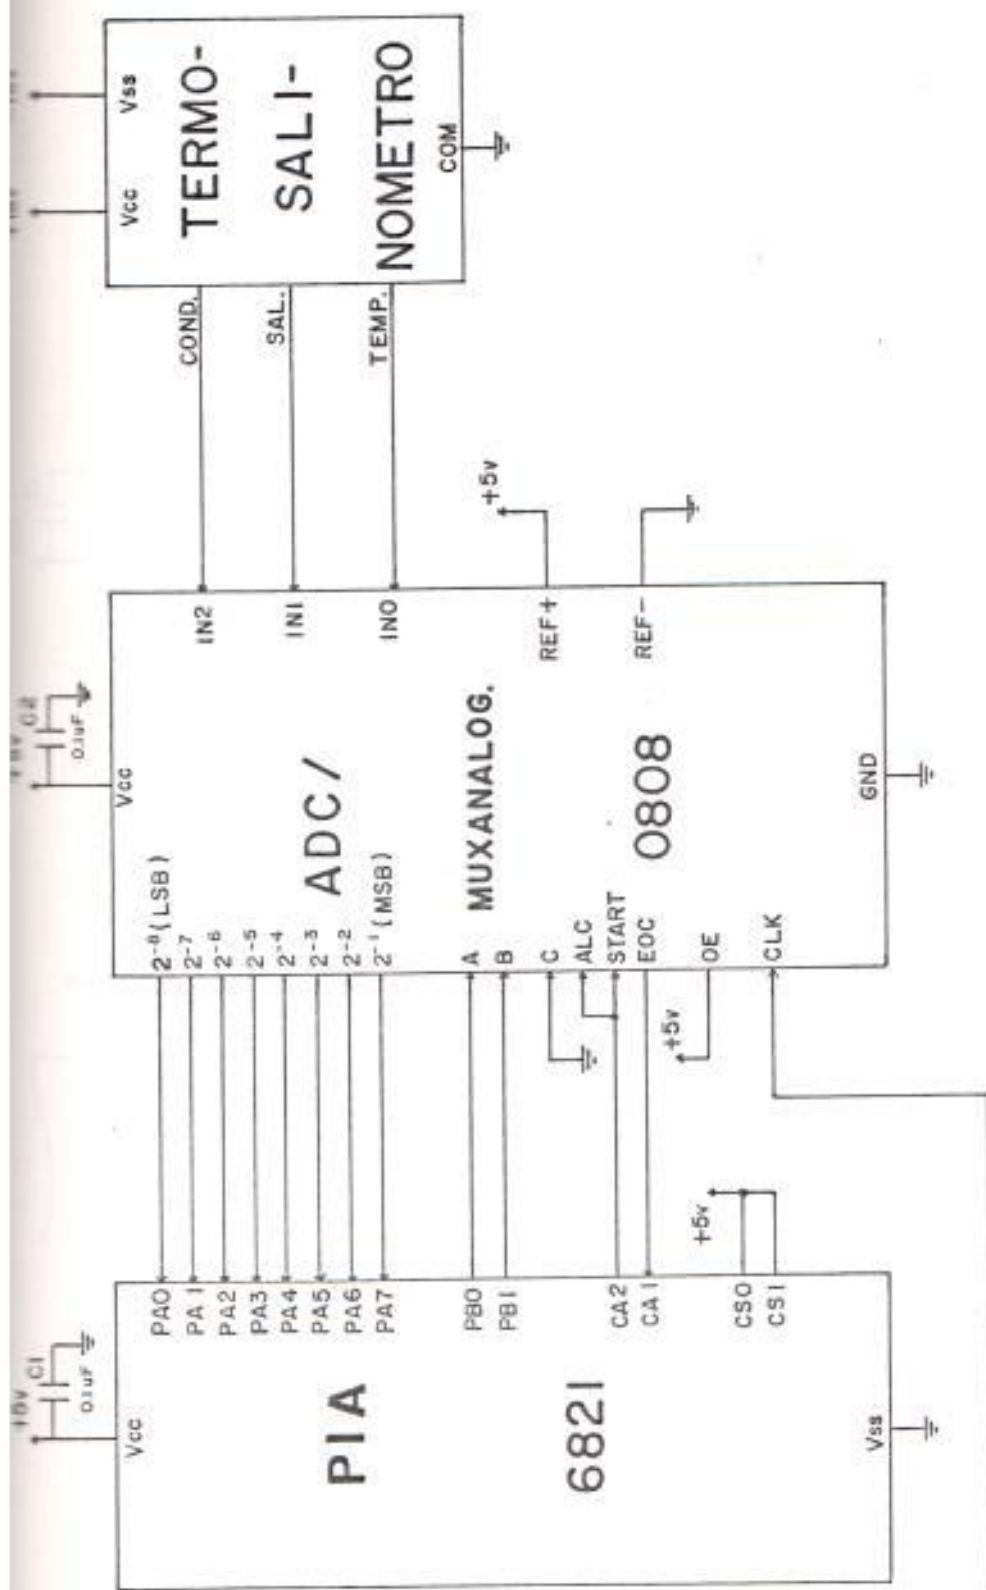 +5v
C1
0.1uF
Vcc
PIA
6821
Vss
PA0
PA1
PA2
PA3
PA4
PA5
PA6
PA7
PB0
PB1
CA2
CA1
CS0
CS1
+5v
C2
0.1uF
Vcc
2-8(LSB)
2-7
2-6
2-5
2-4
2-3
2-2
2-1(MSB)
ADC/
MUXANALOG.
0808
A
B
C
ALC
START
EOC
OE
CLK
+5v
GND
IN2
IN1
IN0
REF+
REF-
+5v
COND.
SAL.
TEMP.
Vcc
Vss
TERMO-
SALI-
NOMETRO
COM